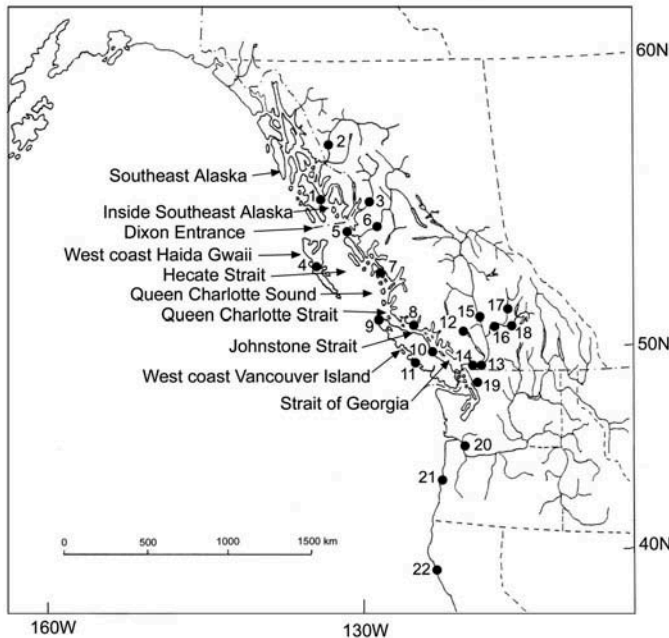 60N
2
Southeast Alaska
1
3
Inside Southeast Alaska
6
Dixon Entrance
5
West coast Haida Gwaii
4
7
Hecate Strait
Queen Charlotte Sound
17
Queen Charlotte Strait
8
15
9
12
16
18
Johnstone Strait
50N
10
14
13
West coast Vancouver Island
11
19
Strait of Georgia
20
21
0 500 1000 1500 km
40N
22
160W
130W